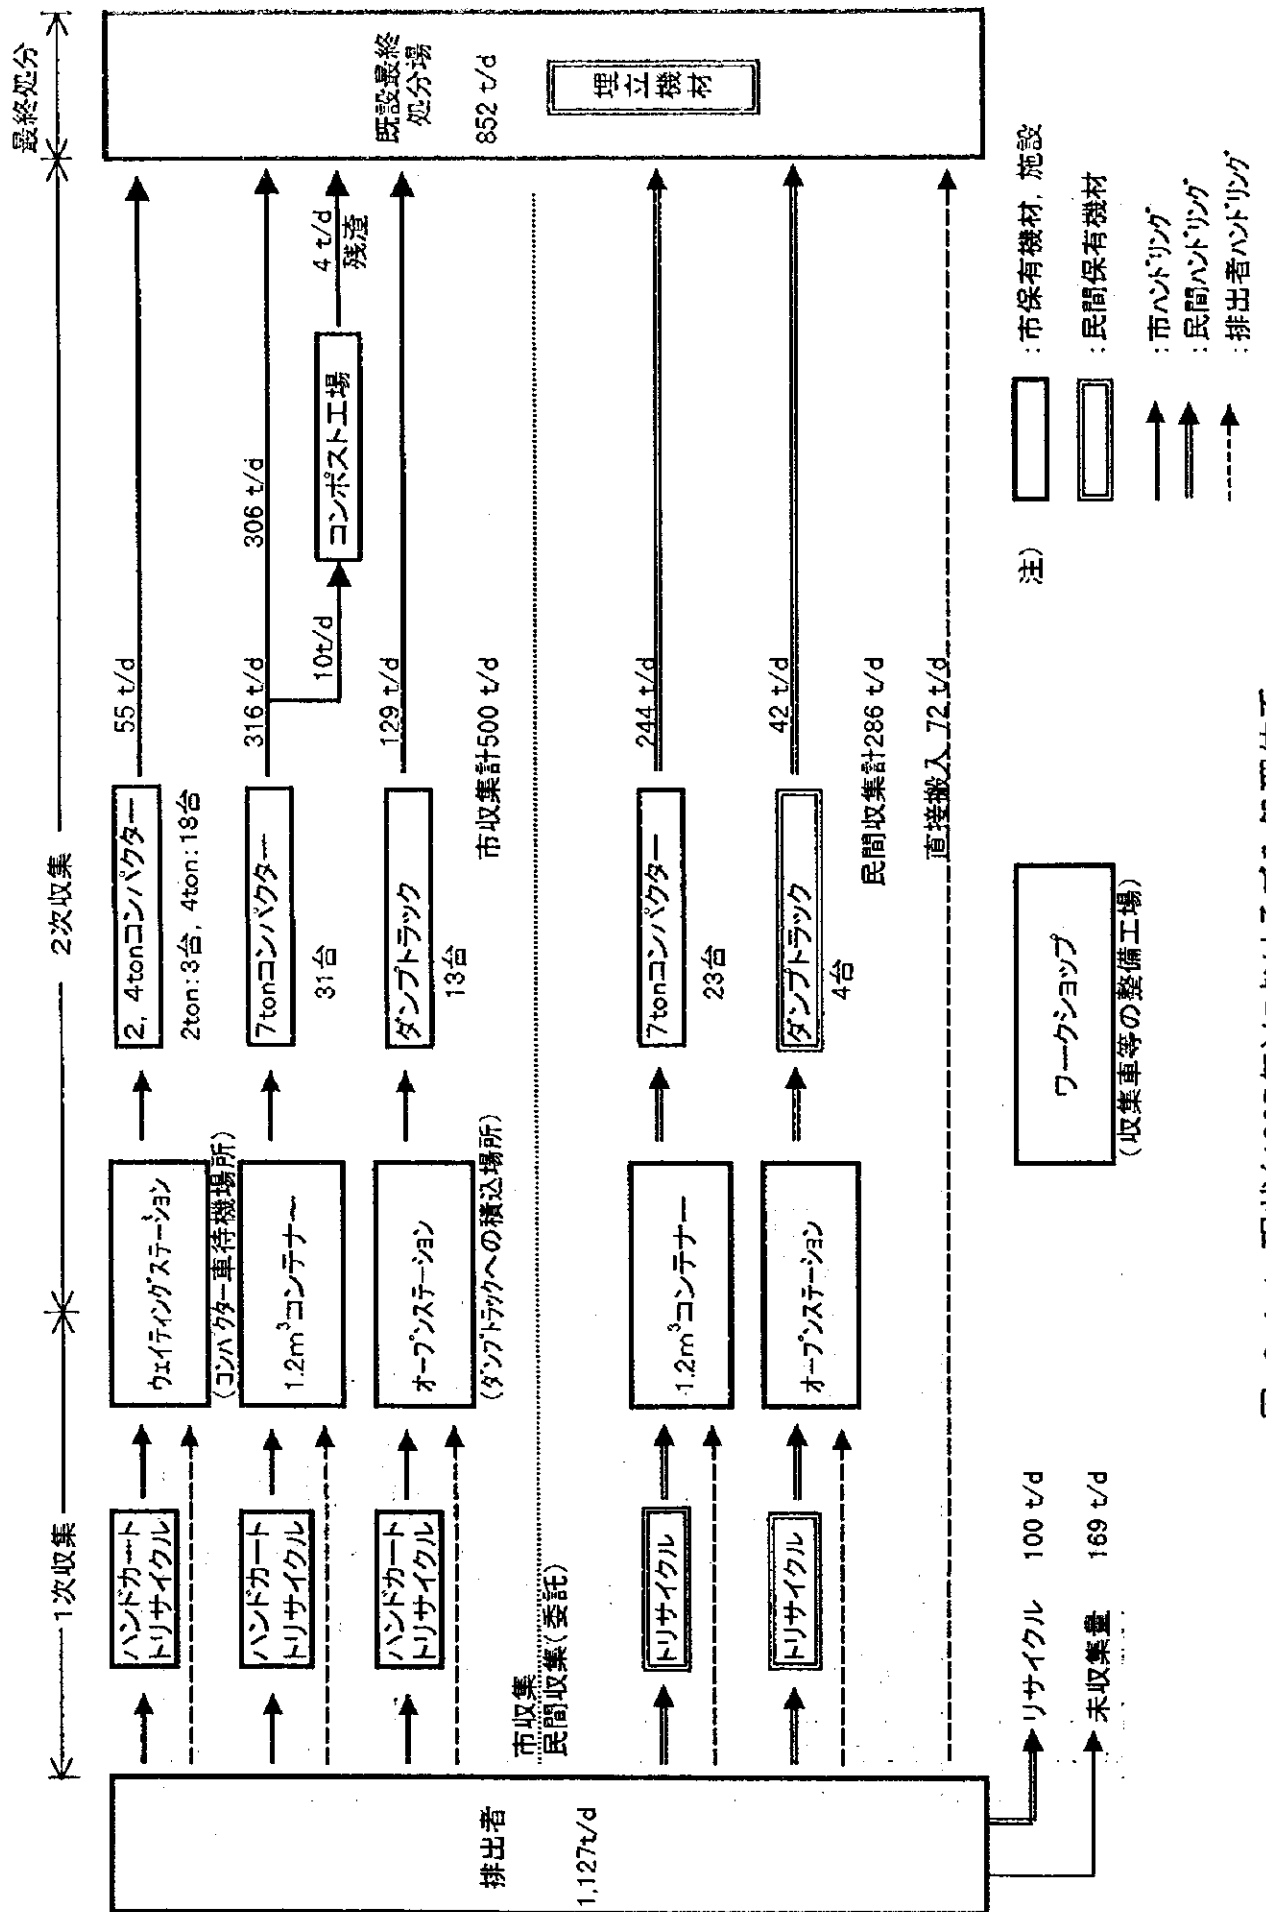 1次収集
2次収集
最終処分
排出者
1,127t/d
ハンドカート
トリサイクル
ウェイティングステーション
(コンパクター車待機場所)
2, 4tonコンパクター
2ton:3台, 4ton:18台
55 t/d
ハンドカート
トリサイクル
1.2m³コンテナー
7tonコンパクター
31台
316 t/d
306 t/d
10t/d
コンポスト工場
4 t/d
残渣
ハンドカート
トリサイクル
オープンステーション
(ダンプトラックへの積込場所)
ダンプトラック
13台
129 t/d
市収集計500 t/d
既設最終
処分場
852 t/d
埋立機材
市収集
民間収集(委託)
トリサイクル
1.2m³コンテナー
7tonコンパクター
23台
244 t/d
トリサイクル
オープンステーション
ダンプトラック
4台
42 t/d
民間収集計286 t/d
直接搬入 72 t/d
リサイクル 100 t/d
未収集量 169 t/d
ワークショップ
(収集車等の整備工場)
注)
:市保有機材, 施設
:民間保有機材
:市ハンドリング
:民間ハンドリング
:排出者ハンドリング